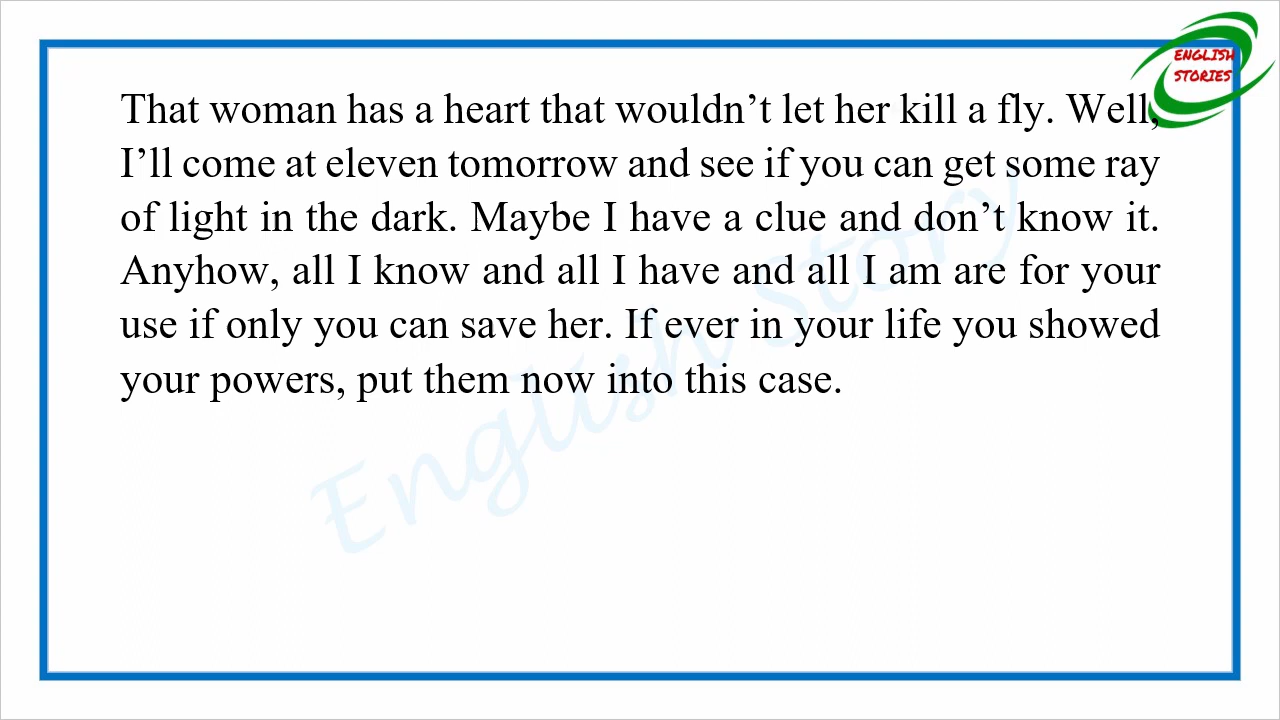 ENGLISH
STORIES
That woman has a heart that wouldn’t let her kill a fly. Well,
I’ll come at eleven tomorrow and see if you can get some ray
of light in the dark. Maybe I have a clue and don’t know it.
Anyhow, all I know and all I have and all I am are for your
use if only you can save her. If ever in your life you showed
your powers, put them now into this case.
English Story